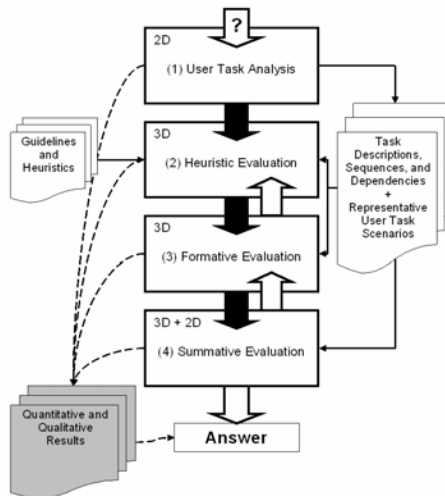 ?
2D
(1) User Task Analysis
3D
Guidelines
and
Heuristics
(2) Heuristic Evaluation
Task
Descriptions,
Sequences, and
Dependencies
+
Representative
User Task
Scenarios
3D
(3) Formative Evaluation
3D + 2D
(4) Summative Evaluation
Quantitative and
Qualitative
Results
Answer